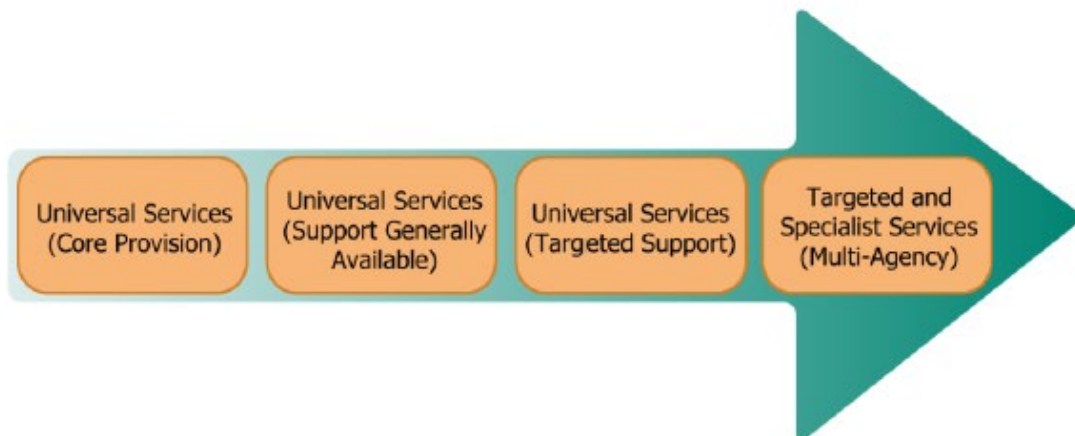 Universal Services
(Core Provision)
Universal Services
(Support Generally
Available)
Universal Services
(Targeted Support)
Targeted and
Specialist Services
(Multi-Agency)